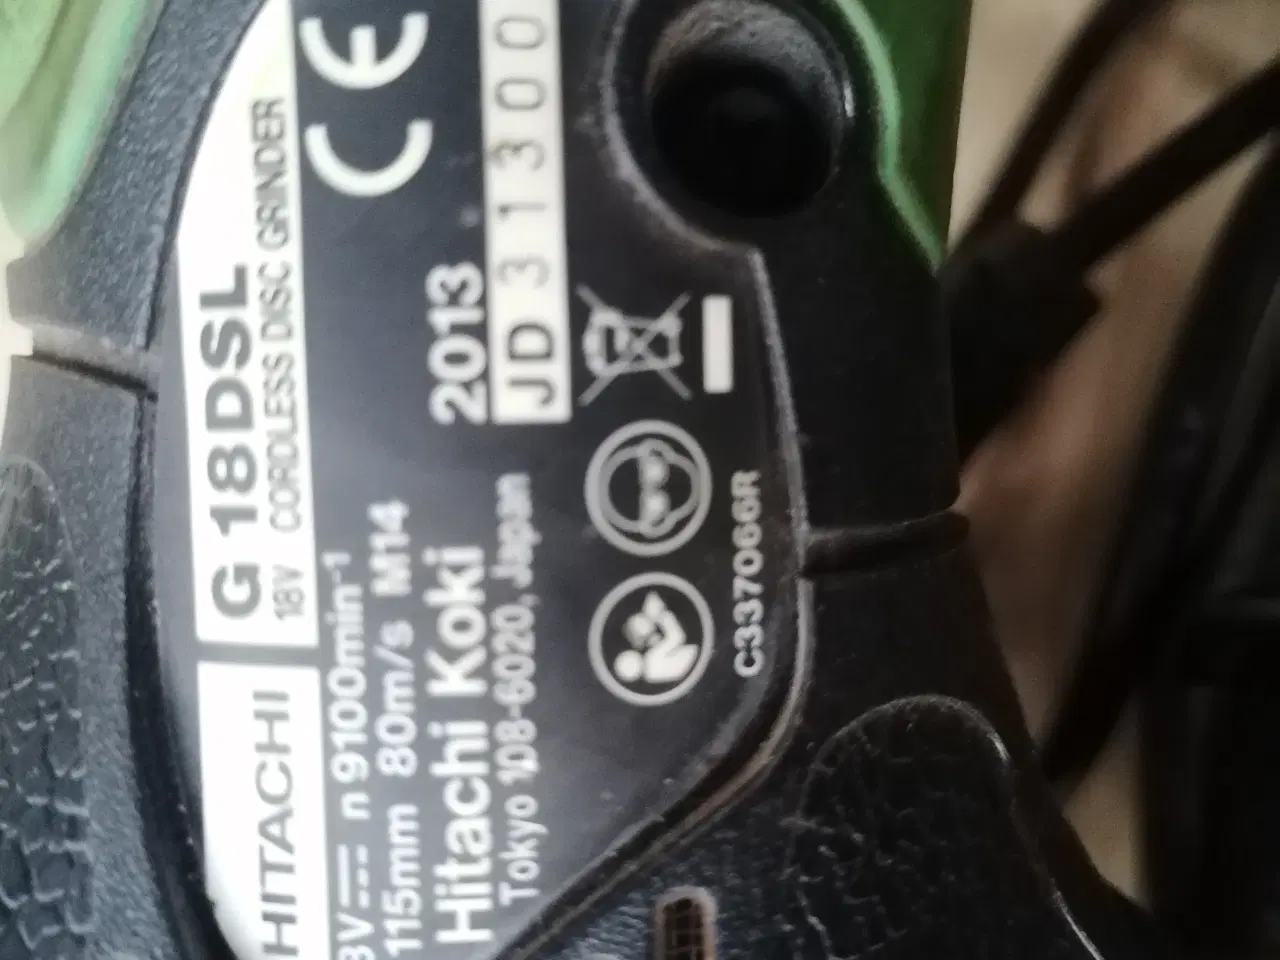 HITACHI
G 18DSL
18V CORDLESS DISC GRINDER
8V n 9100min-1
115mm 80m/s M14
CE
Hitachi Koki 2013
Tokyo 108-6020, Japan
JD 31300
C337066R